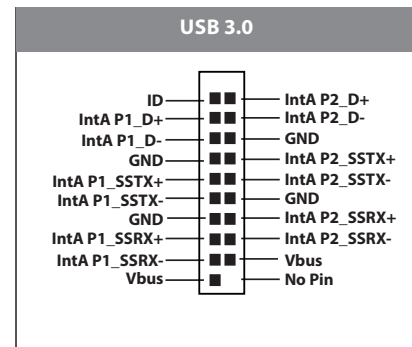 USB 3.0
ID IntA P2_D+
IntA P1_D+ IntA P2_D-
IntA P1_D- GND
GND IntA P2_SSTX+
IntA P1_SSTX+ IntA P2_SSTX-
IntA P1_SSTX- GND
GND IntA P2_SSRX+
IntA P1_SSRX+ IntA P2_SSRX-
IntA P1_SSRX- Vbus
Vbus No Pin